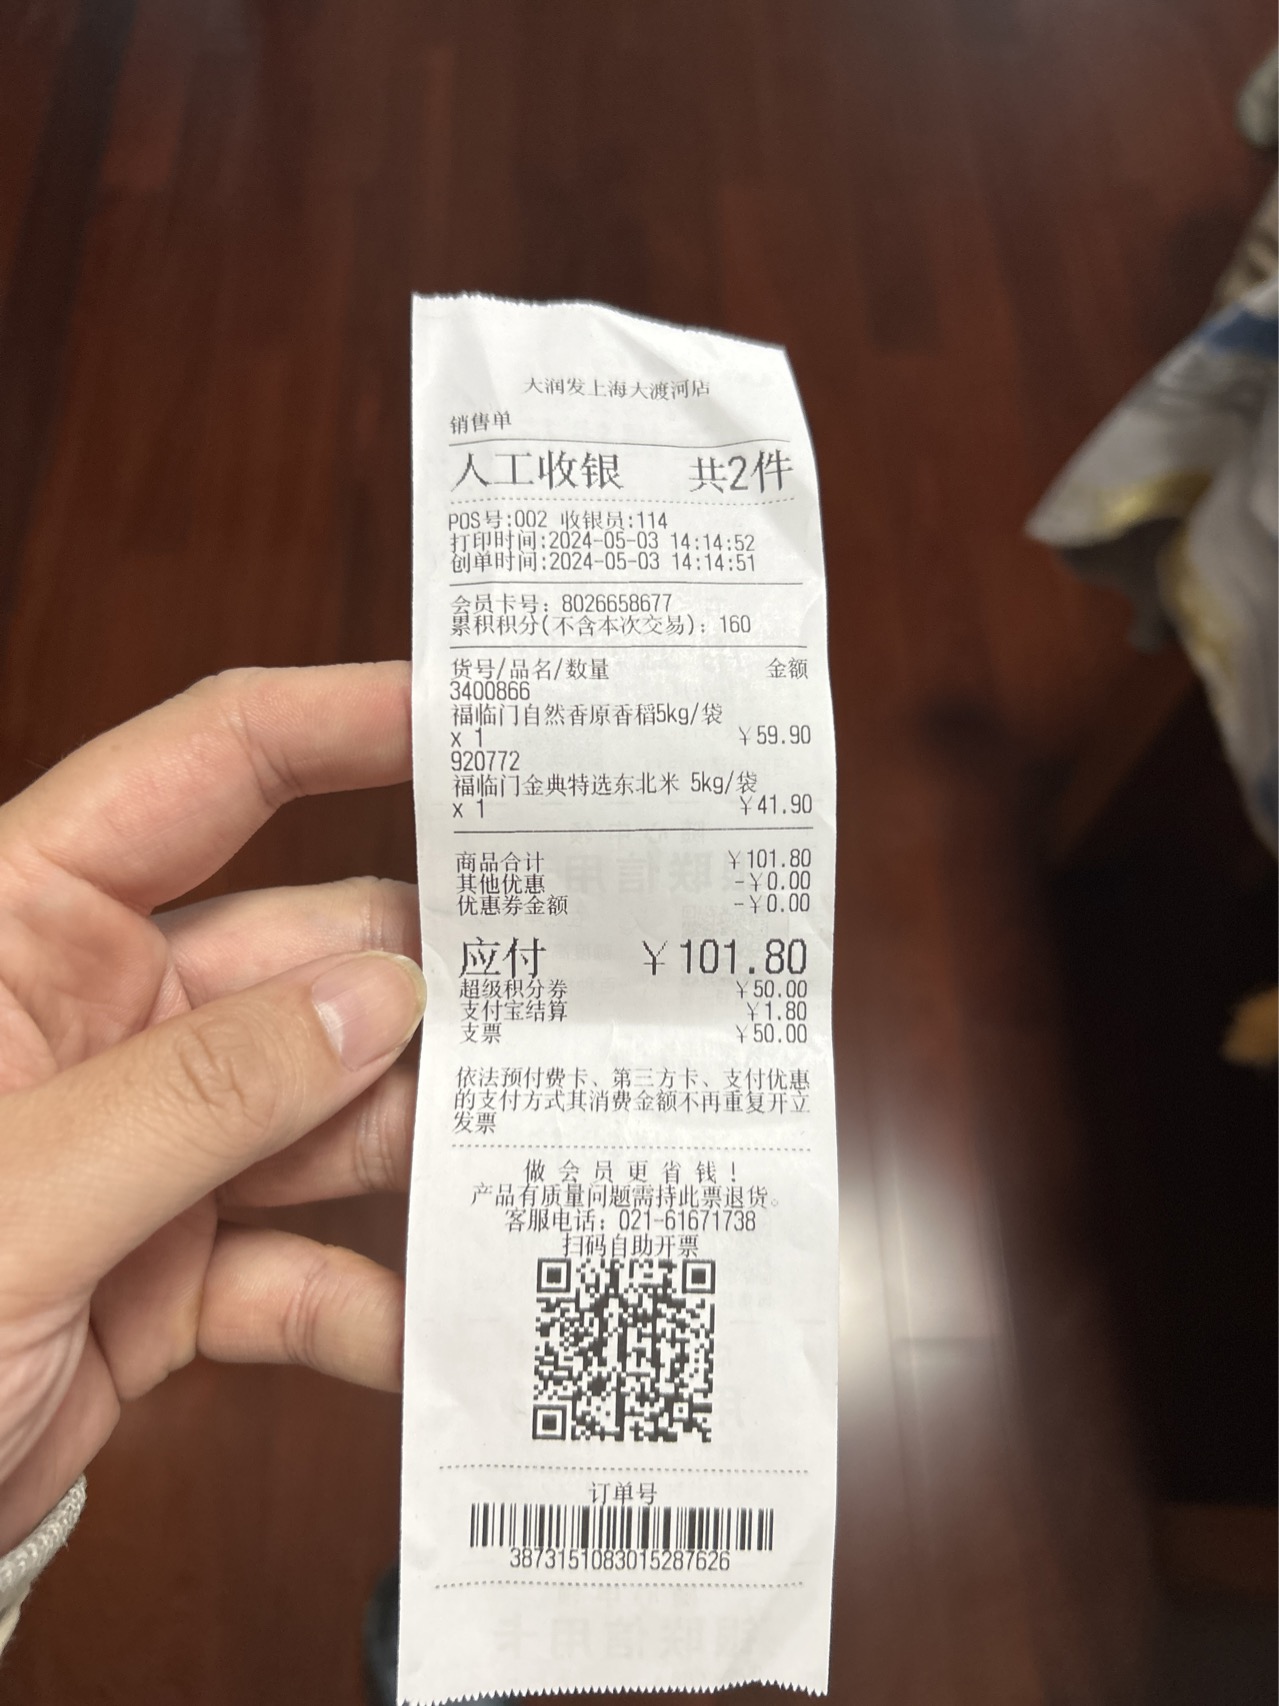 大润发上海大渡河店
销售单
人工收银 共2件
POS号:002 收银员:114
打印时间:2024-05-03 14:14:52
创单时间:2024-05-03 14:14:51
会员卡号：8026658677
累积积分(不含本次交易)：160
货号/品名/数量 金额
3400866
福临门自然香原香稻5kg/袋
x 1 ￥59.90
920772
福临门金典特选东北米 5kg/袋
x 1 ￥41.90
商品合计 ￥101.80
其他优惠 -￥0.00
优惠券金额 -￥0.00
应付 ￥101.80
超级积分券 ￥50.00
支付宝结算 ￥1.80
支票 ￥50.00
依法预付费卡、第三方卡、支付优惠
的支付方式其消费金额不再重复开立
发票
做会员更省钱！
产品有质量问题需持此票退货。
客服电话：021-61671738
扫码自助开票
订单号
3873151083015287626